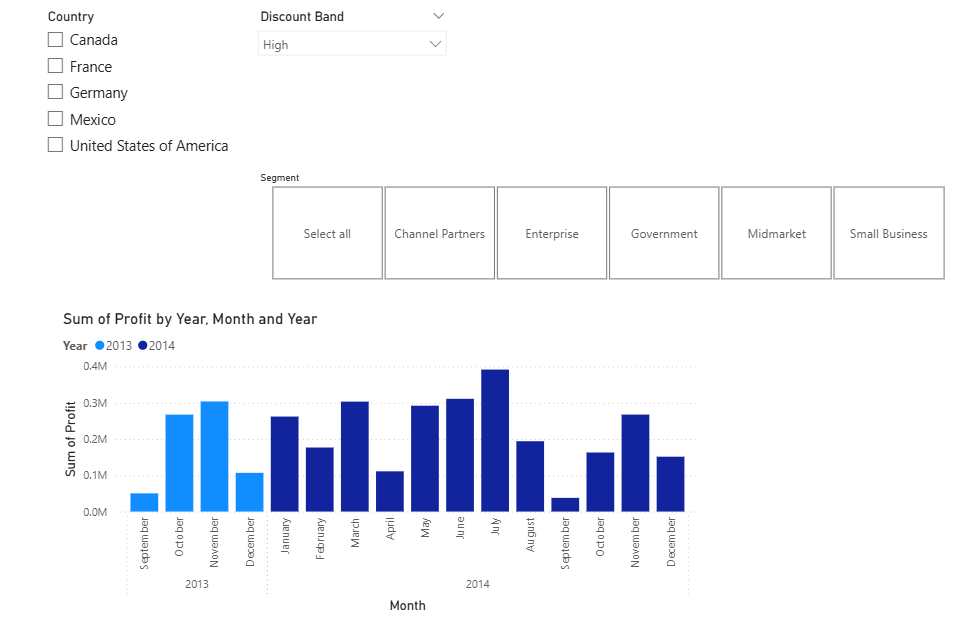 Country
Canada
France
Germany
Mexico
United States of America
Discount Band
High
Segment
Select all
Channel Partners
Enterprise
Government
Midmarket
Small Business
Sum of Profit by Year, Month and Year
Year 2013 2014
Sum of Profit
0.4M
0.3M
0.2M
0.1M
0.0M
September
October
November
December
January
February
March
April
May
June
July
August
September
October
November
December
2013
2014
Month